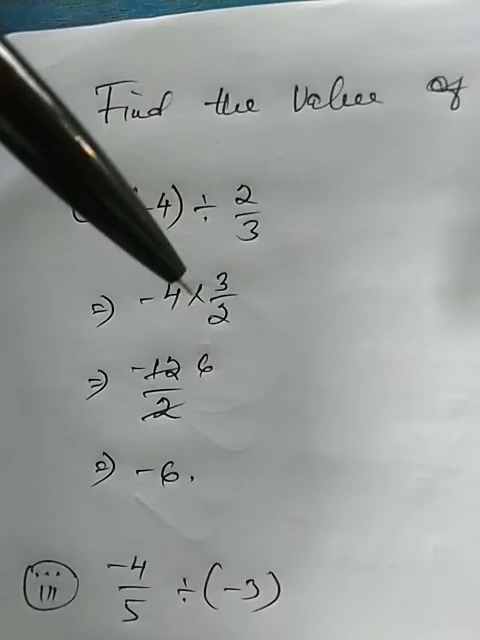 Find the value of
-4) ÷ 2/3
⇒ -4 × 3/2
⇒ -12/2 6
⇒ -6.
(iii) -4/5 ÷ (-3)